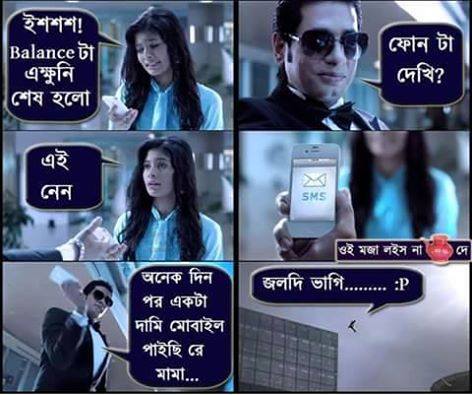 ইশশশ!
Balance টা
এক্ষুনি
শেষ হলো
ফোন টা
দেখি?
এই
নেন
SMS
ওই মজা লইস না
দে
অনেক দিন
পর একটা
দামি মোবাইল
পাইছি রে
মামা...
জলদি ভাগি......... :P